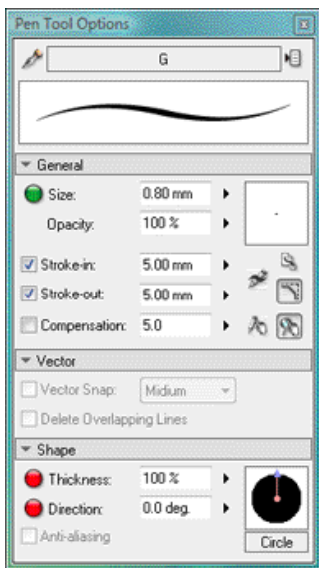 Pen Tool Options
G
General
Size: 0.80 mm
Opacity: 100 %
Stroke-in: 5.00 mm
Stroke-out: 5.00 mm
Compensation: 5.0
Vector
Vector Snap: Midium
Delete Overlapping Lines
Shape
Thickness: 100 %
Direction: 0.0 deg.
Anti-aliasing
Circle